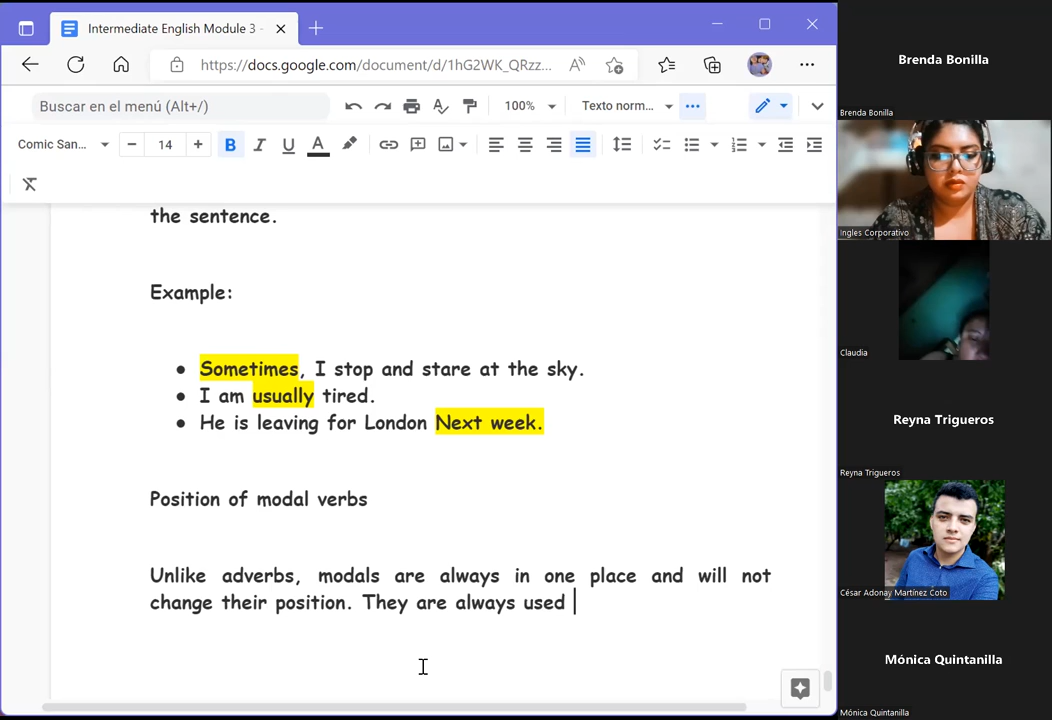 Intermediate English Module 3 -
https://docs.google.com/document/d/1hG2WK_QRzz...
Buscar en el menú (Alt+/)
100%
Texto norm...
Comic San...
14
B I U A
the sentence.
Example:
● Sometimes, I stop and stare at the sky.
● I am usually tired.
● He is leaving for London Next week.
Position of modal verbs
Unlike adverbs, modals are always in one place and will not
change their position. They are always used
Brenda Bonilla
Brenda Bonilla
Ingles Corporativo
Claudia
Reyna Trigueros
Reyna Trigueros
César Adonay Martínez Coto
Mónica Quintanilla
Mónica Quintanilla